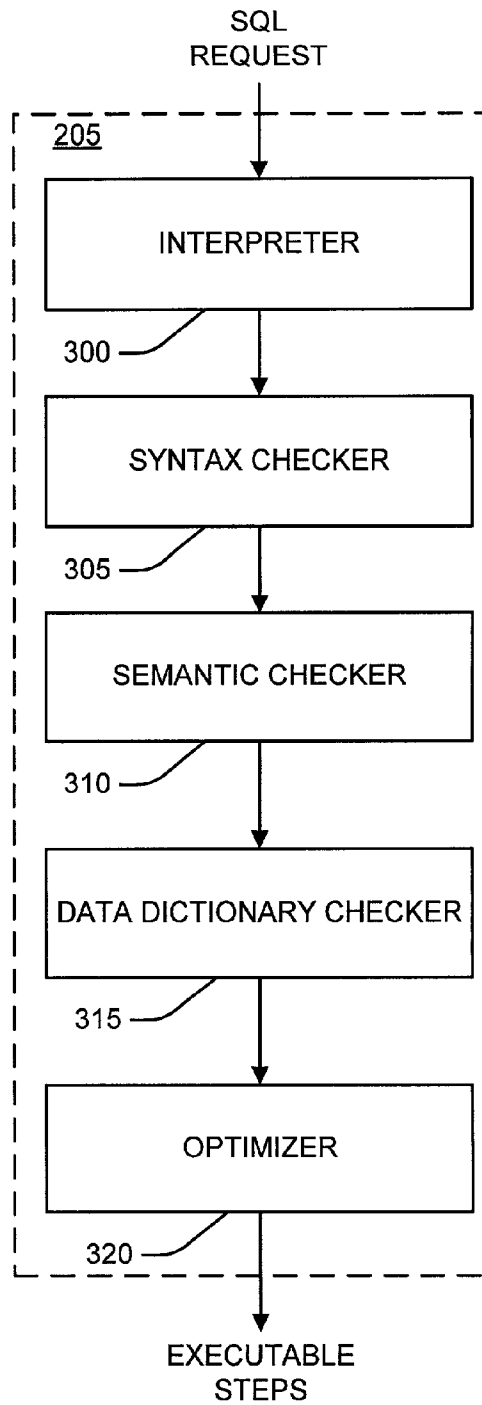 SQL
REQUEST
205
INTERPRETER
300
SYNTAX CHECKER
305
SEMANTIC CHECKER
310
DATA DICTIONARY CHECKER
315
OPTIMIZER
320
EXECUTABLE
STEPS